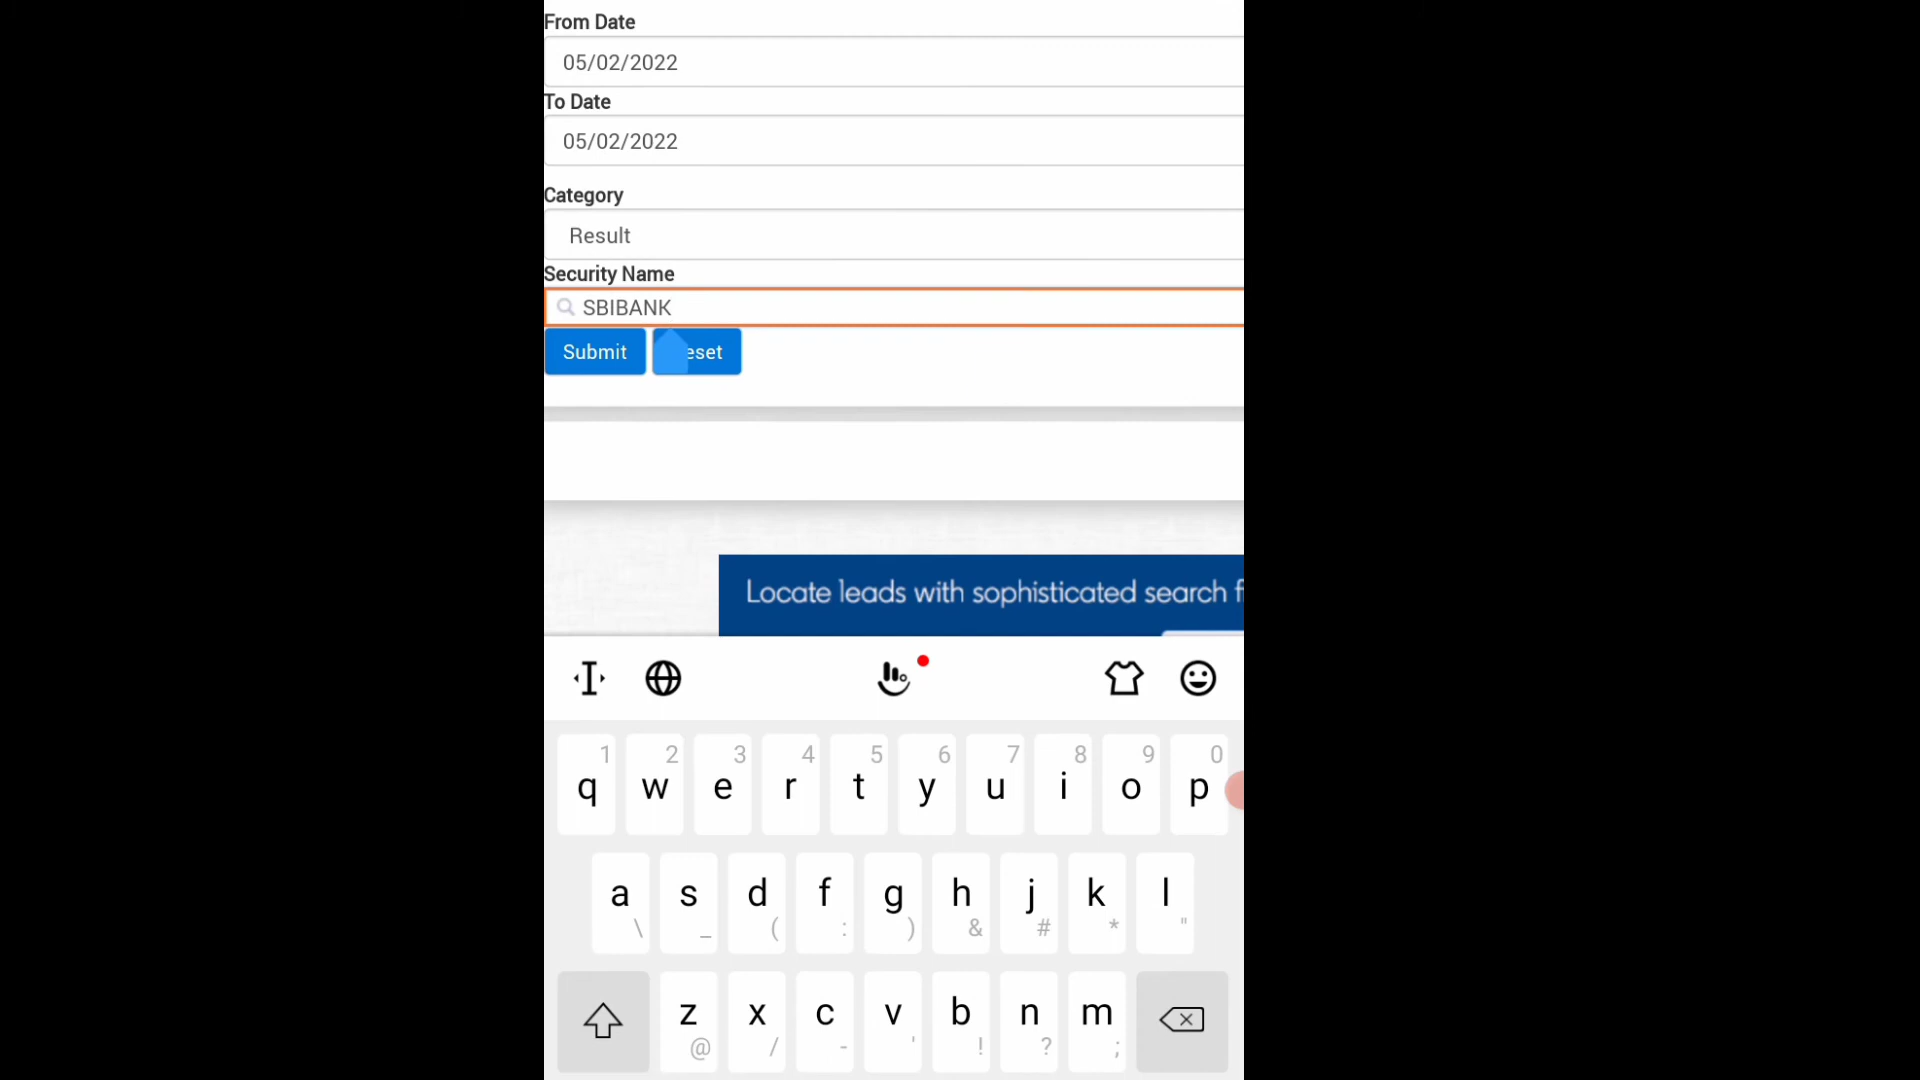 From Date
05/02/2022
To Date
05/02/2022
Category
Result
Security Name
SBIBANK
Submit eset
Locate leads with sophisticated search f
1 2 3 4 5 6 7 8 9 0
q w e r t y u i o p
a s d f g h j k l
\ _ ( : ) & # * "
z x c v b n m
@ / - ' ! ? ;